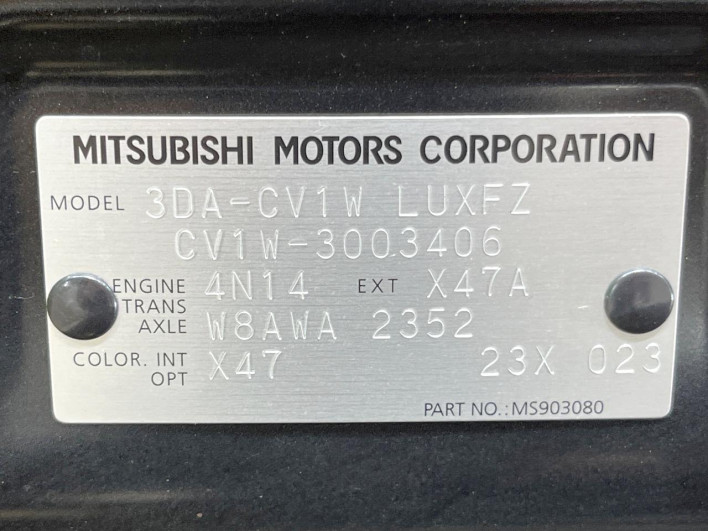 MITSUBISHI MOTORS CORPORATION
MODEL 3DA-CV1W LUXFZ
CV1W-3003406
ENGINE 4N14 EXT X47A
TRANS
AXLE W8AWA 2352
COLOR. INT X47 23X 023
OPT
PART NO.:MS903080